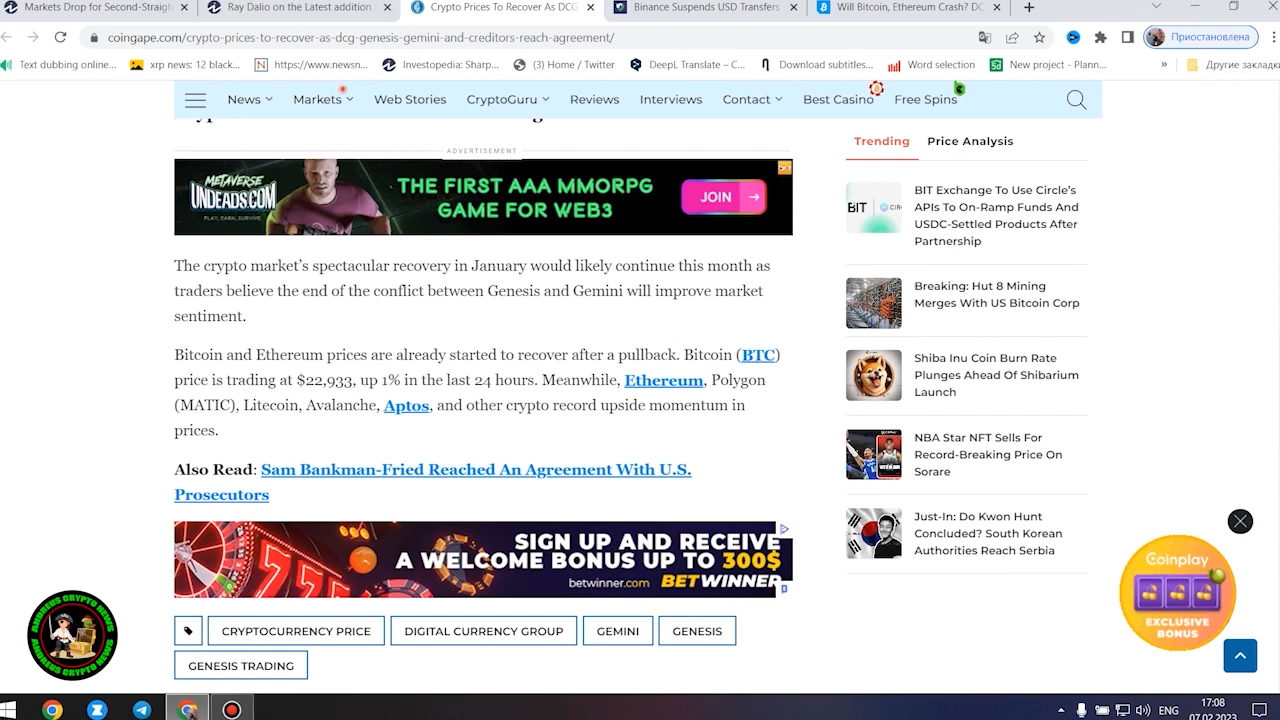 Markets Drop for Second-Straigh
Ray Dalio on the Latest addition
Crypto Prices To Recover As DCG
Binance Suspends USD Transfers
Will Bitcoin, Ethereum Crash? DC
coingape.com/crypto-prices-to-recover-as-dcg-genesis-gemini-and-creditors-reach-agreement/
Приостановлена
Text dubbing online...
xrp news: 12 black...
https://www.newsn...
Investopedia: Sharp...
(3) Home / Twitter
DeepL Translate – C...
Download subtitles...
Word selection
New project - Plann...
»
Другие закладки
News
Markets
Web Stories
CryptoGuru
Reviews
Interviews
Contact
Best Casino
Free Spins
ADVERTISEMENT
METAVERSE
UNDEADS.COM
PLAY, EARN, SURVIVE
THE FIRST AAA MMORPG
GAME FOR WEB3
JOIN
The crypto market’s spectacular recovery in January would likely continue this month as
traders believe the end of the conflict between Genesis and Gemini will improve market
sentiment.
Bitcoin and Ethereum prices are already started to recover after a pullback. Bitcoin (BTC)
price is trading at $22,933, up 1% in the last 24 hours. Meanwhile, Ethereum, Polygon
(MATIC), Litecoin, Avalanche, Aptos, and other crypto record upside momentum in
prices.
Also Read: Sam Bankman-Fried Reached An Agreement With U.S.
Prosecutors
SIGN UP AND RECEIVE
A WELCOME BONUS UP TO 300$
betwinner.com BETWINNER
CRYPTOCURRENCY PRICE
DIGITAL CURRENCY GROUP
GEMINI
GENESIS
GENESIS TRADING
Trending
Price Analysis
BIT
CIR
BIT Exchange To Use Circle’s
APIs To On-Ramp Funds And
USDC-Settled Products After
Partnership
Breaking: Hut 8 Mining
Merges With US Bitcoin Corp
Shiba Inu Coin Burn Rate
Plunges Ahead Of Shibarium
Launch
NBA Star NFT Sells For
Record-Breaking Price On
Sorare
Just-In: Do Kwon Hunt
Concluded? South Korean
Authorities Reach Serbia
Coinplay
EXCLUSIVE
BONUS
ANDREUS CRYPTO NEWS
ANDREUS CRYPTO NEWS
ENG
17:08
07.02.2023